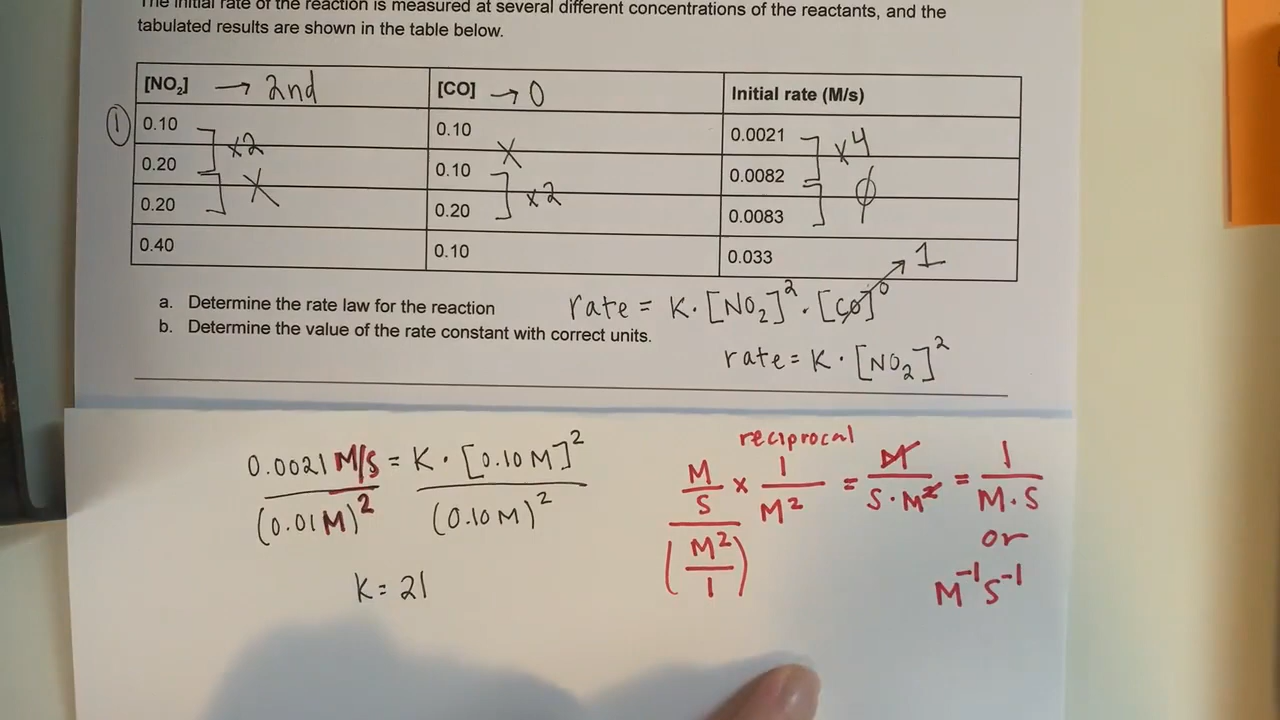 The initial rate of the reaction is measured at several different concentrations of the reactants, and the
tabulated results are shown in the table below.
[NO₂] → 2nd [CO] → 0 Initial rate (M/s)
① 0.10 0.10 0.0021
x2 X x4
0.20 0.10 0.0082
X x2 ϕ
0.20 0.20 0.0083
0.40 0.10 0.033
1
a. Determine the rate law for the reaction rate = K · [NO₂]² · [CO]⁰
b. Determine the value of the rate constant with correct units.
rate = K · [NO₂]²
reciprocal
0.0021 M/s = K · [0.10 M]²
(0.01M)² (0.10 M)²
K = 21
M/S x 1/M² = M/S·M² = 1/M·S
(M²/1)
or
M⁻¹S⁻¹